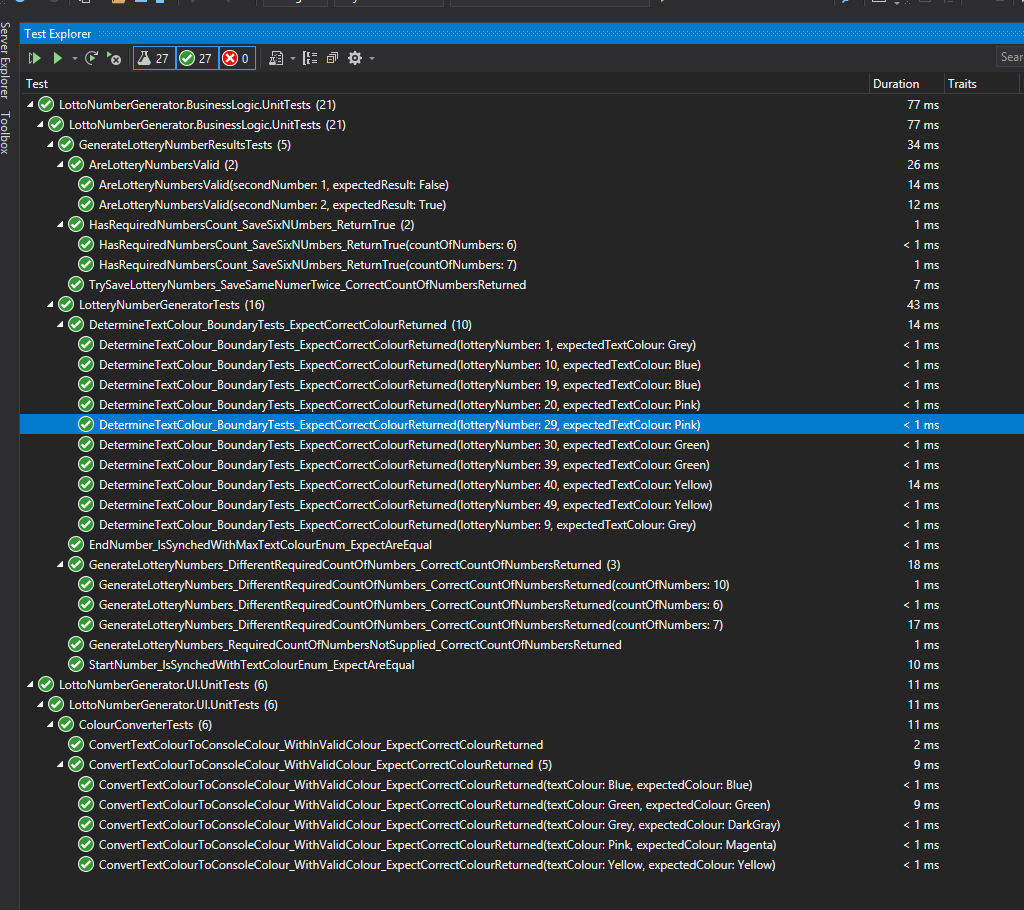 Server Explorer
Toolbox
Test Explorer
27 27 0
Sear
Test Duration Traits
LottoNumberGenerator.BusinessLogic.UnitTests (21) 77 ms
LottoNumberGenerator.BusinessLogic.UnitTests (21) 77 ms
GenerateLotteryNumberResultsTests (5) 34 ms
AreLotteryNumbersValid (2) 26 ms
AreLotteryNumbersValid(secondNumber: 1, expectedResult: False) 14 ms
AreLotteryNumbersValid(secondNumber: 2, expectedResult: True) 12 ms
HasRequiredNumbersCount_SaveSixNUmbers_ReturnTrue (2) 1 ms
HasRequiredNumbersCount_SaveSixNUmbers_ReturnTrue(countOfNumbers: 6) < 1 ms
HasRequiredNumbersCount_SaveSixNUmbers_ReturnTrue(countOfNumbers: 7) 1 ms
TrySaveLotteryNumbers_SaveSameNumerTwice_CorrectCountOfNumbersReturned 7 ms
LotteryNumberGeneratorTests (16) 43 ms
DetermineTextColour_BoundaryTests_ExpectCorrectColourReturned (10) 14 ms
DetermineTextColour_BoundaryTests_ExpectCorrectColourReturned(lotteryNumber: 1, expectedTextColour: Grey) < 1 ms
DetermineTextColour_BoundaryTests_ExpectCorrectColourReturned(lotteryNumber: 10, expectedTextColour: Blue) < 1 ms
DetermineTextColour_BoundaryTests_ExpectCorrectColourReturned(lotteryNumber: 19, expectedTextColour: Blue) < 1 ms
DetermineTextColour_BoundaryTests_ExpectCorrectColourReturned(lotteryNumber: 20, expectedTextColour: Pink) < 1 ms
DetermineTextColour_BoundaryTests_ExpectCorrectColourReturned(lotteryNumber: 29, expectedTextColour: Pink) < 1 ms
DetermineTextColour_BoundaryTests_ExpectCorrectColourReturned(lotteryNumber: 30, expectedTextColour: Green) < 1 ms
DetermineTextColour_BoundaryTests_ExpectCorrectColourReturned(lotteryNumber: 39, expectedTextColour: Green) < 1 ms
DetermineTextColour_BoundaryTests_ExpectCorrectColourReturned(lotteryNumber: 40, expectedTextColour: Yellow) 14 ms
DetermineTextColour_BoundaryTests_ExpectCorrectColourReturned(lotteryNumber: 49, expectedTextColour: Yellow) < 1 ms
DetermineTextColour_BoundaryTests_ExpectCorrectColourReturned(lotteryNumber: 9, expectedTextColour: Grey) < 1 ms
EndNumber_IsSynchedWithMaxTextColourEnum_ExpectAreEqual < 1 ms
GenerateLotteryNumbers_DifferentRequiredCountOfNumbers_CorrectCountOfNumbersReturned (3) 18 ms
GenerateLotteryNumbers_DifferentRequiredCountOfNumbers_CorrectCountOfNumbersReturned(countOfNumbers: 10) 1 ms
GenerateLotteryNumbers_DifferentRequiredCountOfNumbers_CorrectCountOfNumbersReturned(countOfNumbers: 6) < 1 ms
GenerateLotteryNumbers_DifferentRequiredCountOfNumbers_CorrectCountOfNumbersReturned(countOfNumbers: 7) 17 ms
GenerateLotteryNumbers_RequiredCountOfNumbersNotSupplied_CorrectCountOfNumbersReturned 1 ms
StartNumber_IsSynchedWithTextColourEnum_ExpectAreEqual 10 ms
LottoNumberGenerator.UI.UnitTests (6) 11 ms
LottoNumberGenerator.UI.UnitTests (6) 11 ms
ColourConverterTests (6) 11 ms
ConvertTextColourToConsoleColour_WithInValidColour_ExpectCorrectColourReturned 2 ms
ConvertTextColourToConsoleColour_WithValidColour_ExpectCorrectColourReturned (5) 9 ms
ConvertTextColourToConsoleColour_WithValidColour_ExpectCorrectColourReturned(textColour: Blue, expectedColour: Blue) < 1 ms
ConvertTextColourToConsoleColour_WithValidColour_ExpectCorrectColourReturned(textColour: Green, expectedColour: Green) 9 ms
ConvertTextColourToConsoleColour_WithValidColour_ExpectCorrectColourReturned(textColour: Grey, expectedColour: DarkGray) < 1 ms
ConvertTextColourToConsoleColour_WithValidColour_ExpectCorrectColourReturned(textColour: Pink, expectedColour: Magenta) < 1 ms
ConvertTextColourToConsoleColour_WithValidColour_ExpectCorrectColourReturned(textColour: Yellow, expectedColour: Yellow) < 1 ms